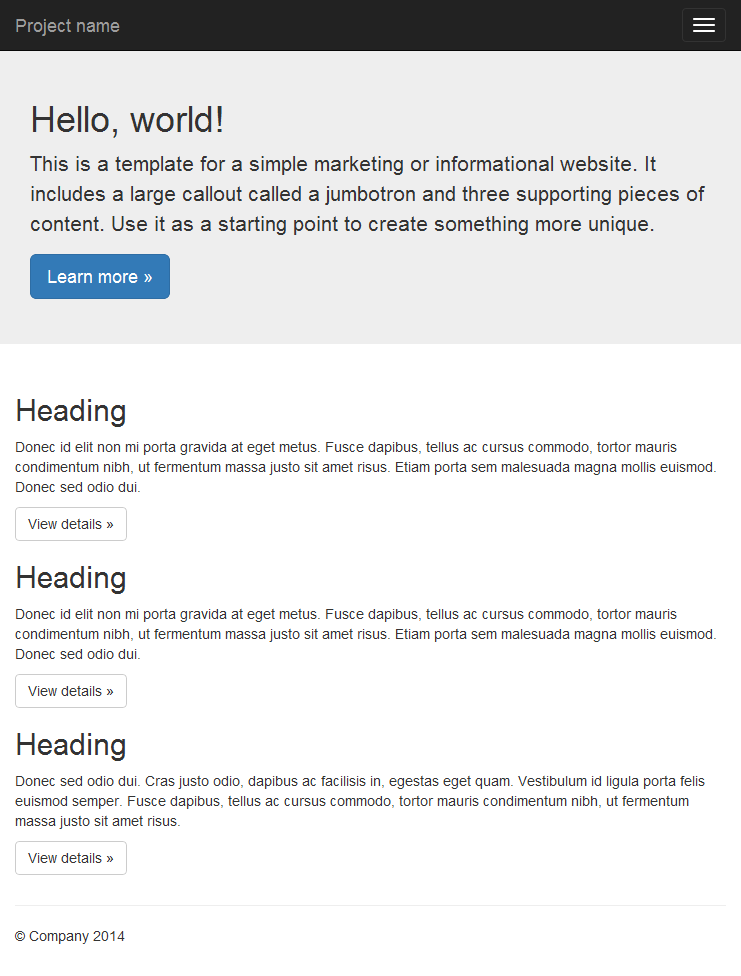 Project name
Hello, world!
This is a template for a simple marketing or informational website. It
includes a large callout called a jumbotron and three supporting pieces of
content. Use it as a starting point to create something more unique.
Learn more »
Heading
Donec id elit non mi porta gravida at eget metus. Fusce dapibus, tellus ac cursus commodo, tortor mauris
condimentum nibh, ut fermentum massa justo sit amet risus. Etiam porta sem malesuada magna mollis euismod.
Donec sed odio dui.
View details »
Heading
Donec id elit non mi porta gravida at eget metus. Fusce dapibus, tellus ac cursus commodo, tortor mauris
condimentum nibh, ut fermentum massa justo sit amet risus. Etiam porta sem malesuada magna mollis euismod.
Donec sed odio dui.
View details »
Heading
Donec sed odio dui. Cras justo odio, dapibus ac facilisis in, egestas eget quam. Vestibulum id ligula porta felis
euismod semper. Fusce dapibus, tellus ac cursus commodo, tortor mauris condimentum nibh, ut fermentum
massa justo sit amet risus.
View details »
© Company 2014